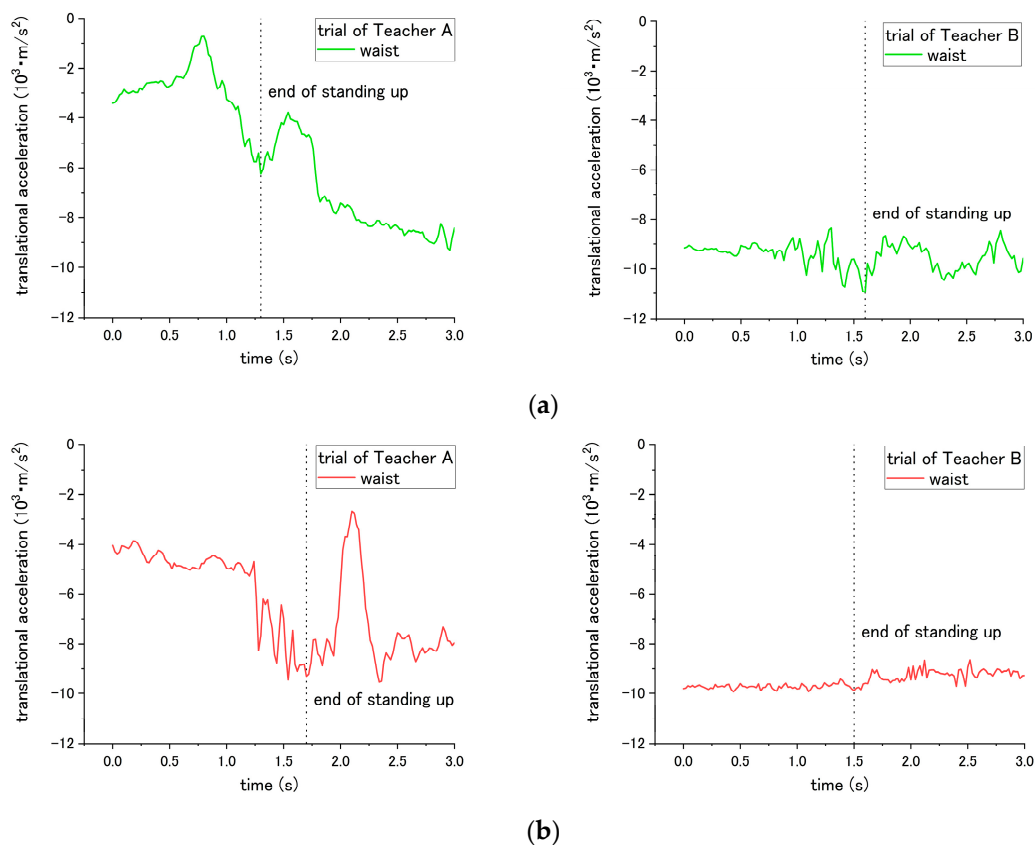 trial of Teacher A
waist
end of standing up
translational acceleration (10³·m/s²)
0
-2
-4
-6
-8
-10
-12
0.0 0.5 1.0 1.5 2.0 2.5 3.0
time (s)
trial of Teacher B
waist
end of standing up
translational acceleration (10³·m/s²)
0
-2
-4
-6
-8
-10
-12
0.0 0.5 1.0 1.5 2.0 2.5 3.0
time (s)
(a)
trial of Teacher A
waist
end of standing up
translational acceleration (10³·m/s²)
0
-2
-4
-6
-8
-10
-12
0.0 0.5 1.0 1.5 2.0 2.5 3.0
time (s)
trial of Teacher B
waist
end of standing up
translational acceleration (10³·m/s²)
0
-2
-4
-6
-8
-10
-12
0.0 0.5 1.0 1.5 2.0 2.5 3.0
time (s)
(b)